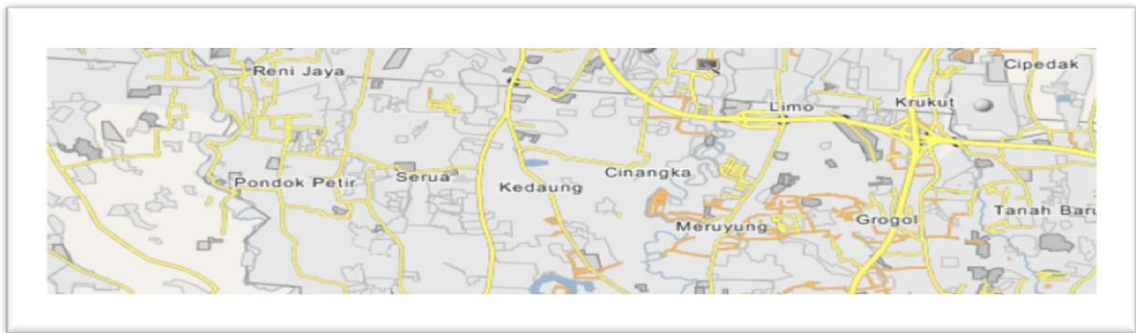 Reni Jaya
Cipedak
Limo
Krukut
Pondok Petir
Serua
Kedaung
Cinangka
Meruyung
Grogol
Tanah Baru